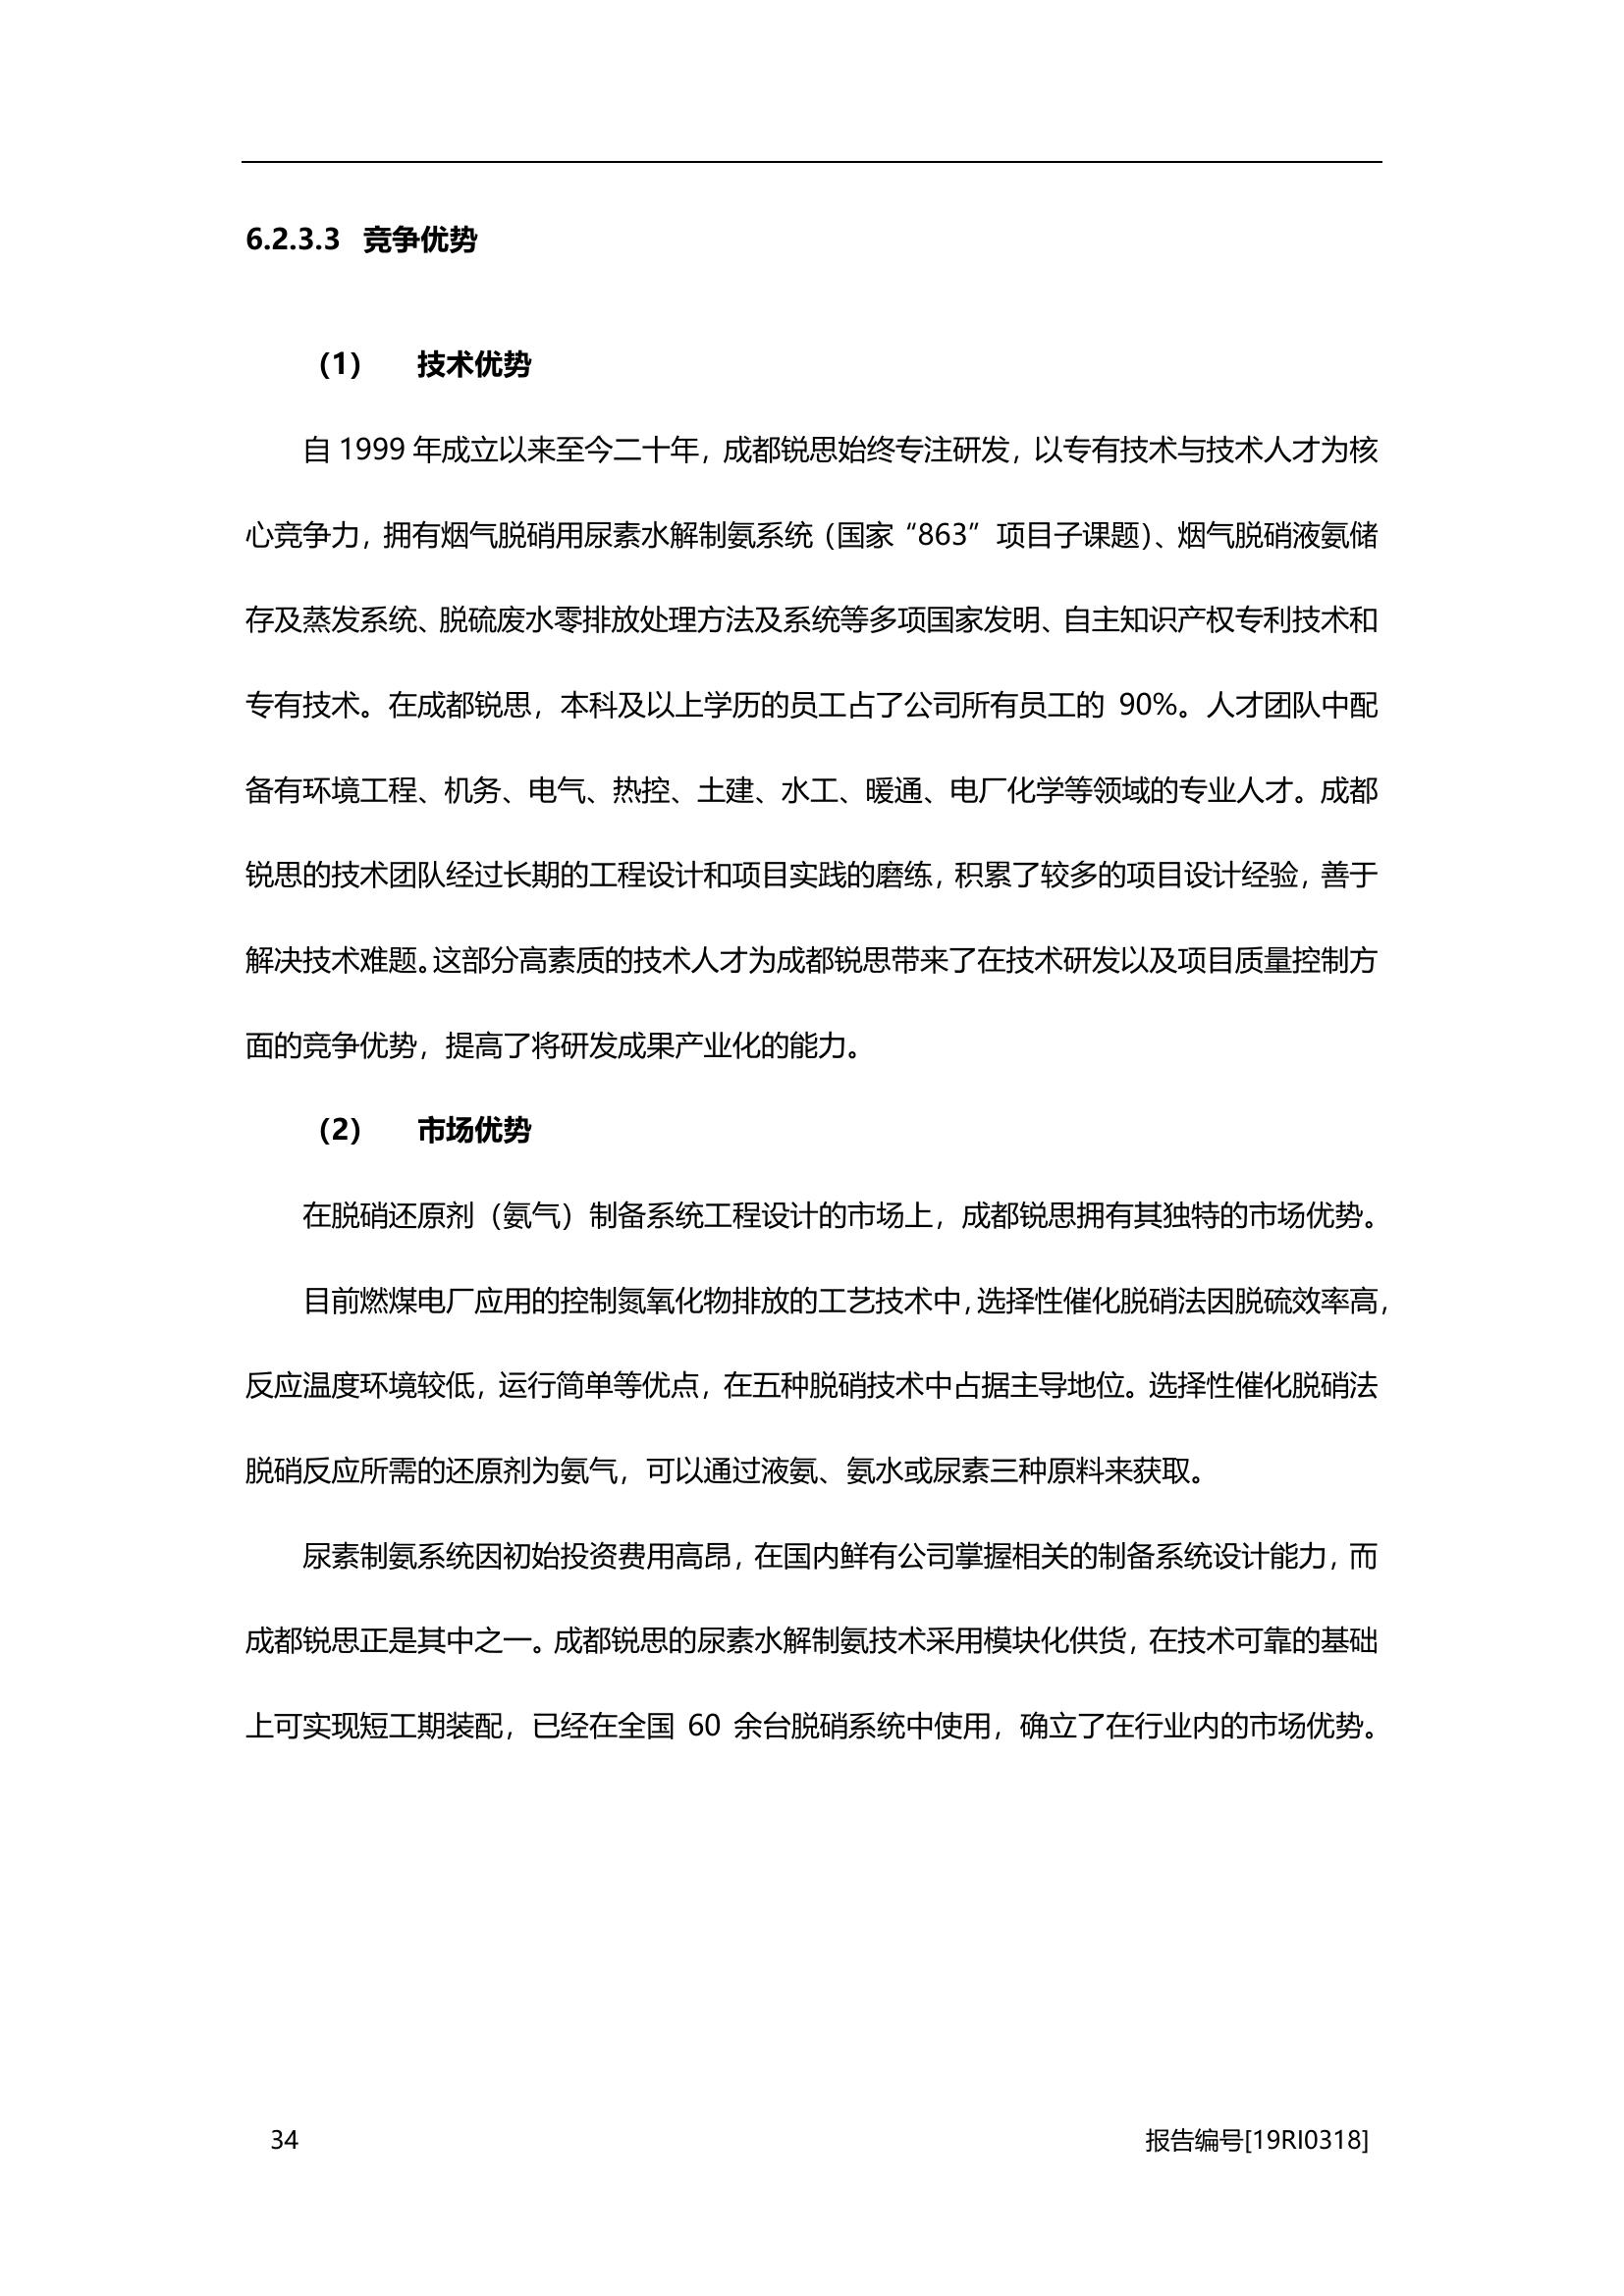 6.2.3.3 竞争优势
（1） 技术优势
自 1999 年成立以来至今二十年，成都锐思始终专注研发，以专有技术与技术人才为核
心竞争力，拥有烟气脱硝用尿素水解制氨系统（国家“863”项目子课题）、烟气脱硝液氨储
存及蒸发系统、脱硫废水零排放处理方法及系统等多项国家发明、自主知识产权专利技术和
专有技术。在成都锐思，本科及以上学历的员工占了公司所有员工的 90%。人才团队中配
备有环境工程、机务、电气、热控、土建、水工、暖通、电厂化学等领域的专业人才。成都
锐思的技术团队经过长期的工程设计和项目实践的磨练，积累了较多的项目设计经验，善于
解决技术难题。这部分高素质的技术人才为成都锐思带来了在技术研发以及项目质量控制方
面的竞争优势，提高了将研发成果产业化的能力。
（2） 市场优势
在脱硝还原剂（氨气）制备系统工程设计的市场上，成都锐思拥有其独特的市场优势。
目前燃煤电厂应用的控制氮氧化物排放的工艺技术中，选择性催化脱硝法因脱硫效率高，
反应温度环境较低，运行简单等优点，在五种脱硝技术中占据主导地位。选择性催化脱硝法
脱硝反应所需的还原剂为氨气，可以通过液氨、氨水或尿素三种原料来获取。
尿素制氨系统因初始投资费用高昂，在国内鲜有公司掌握相关的制备系统设计能力，而
成都锐思正是其中之一。成都锐思的尿素水解制氨技术采用模块化供货，在技术可靠的基础
上可实现短工期装配，已经在全国 60 余台脱硝系统中使用，确立了在行业内的市场优势。
34 报告编号[19RI0318]